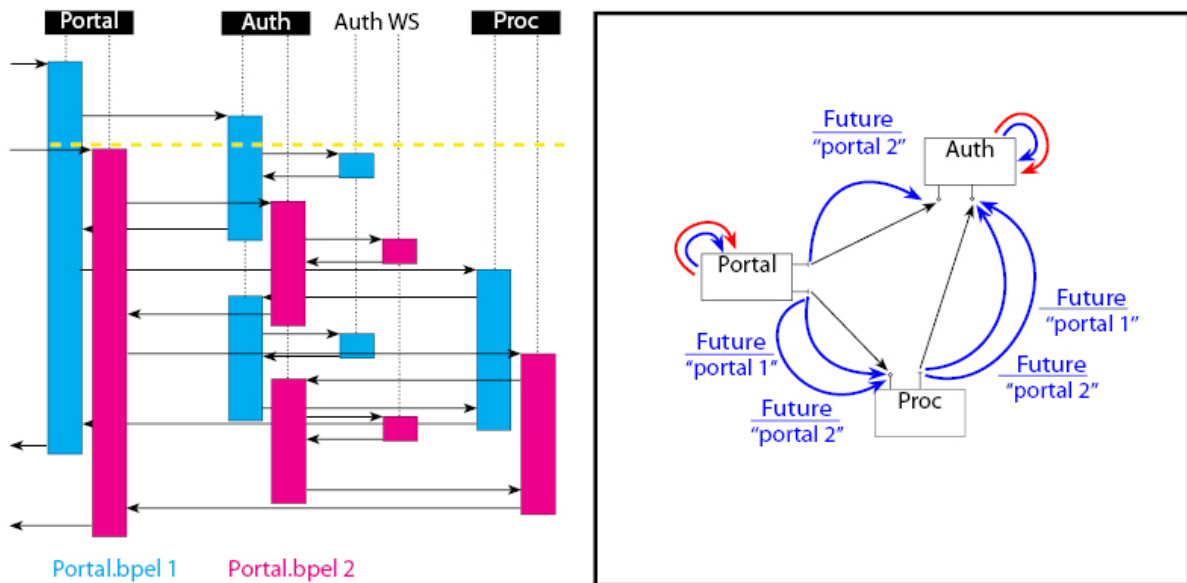 Portal
Auth
Auth WS
Proc
Portal.bpel 1
Portal.bpel 2
Future
“portal 2”
Auth
Portal
Future
“portal 1”
Future
“portal 1”
Future
“portal 2”
Proc
Future
“portal 2”